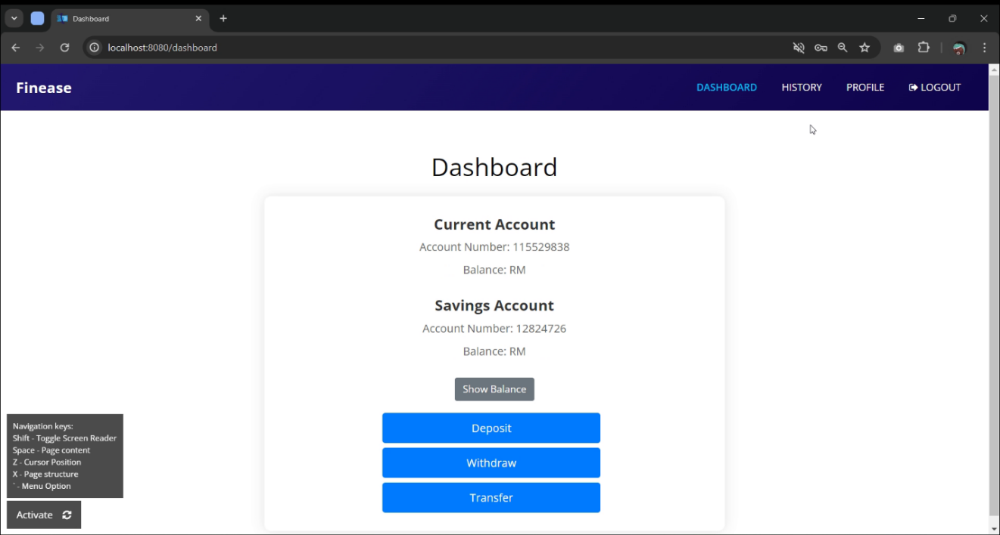 Dashboard
localhost:8080/dashboard
Finease
DASHBOARD
HISTORY
PROFILE
LOGOUT
Dashboard
Current Account
Account Number: 115529838
Balance: RM
Savings Account
Account Number: 12824726
Balance: RM
Show Balance
Deposit
Withdraw
Transfer
Navigation keys:
Shift - Toggle Screen Reader
Space - Page content
Z - Cursor Position
X - Page structure
` - Menu Option
Activate